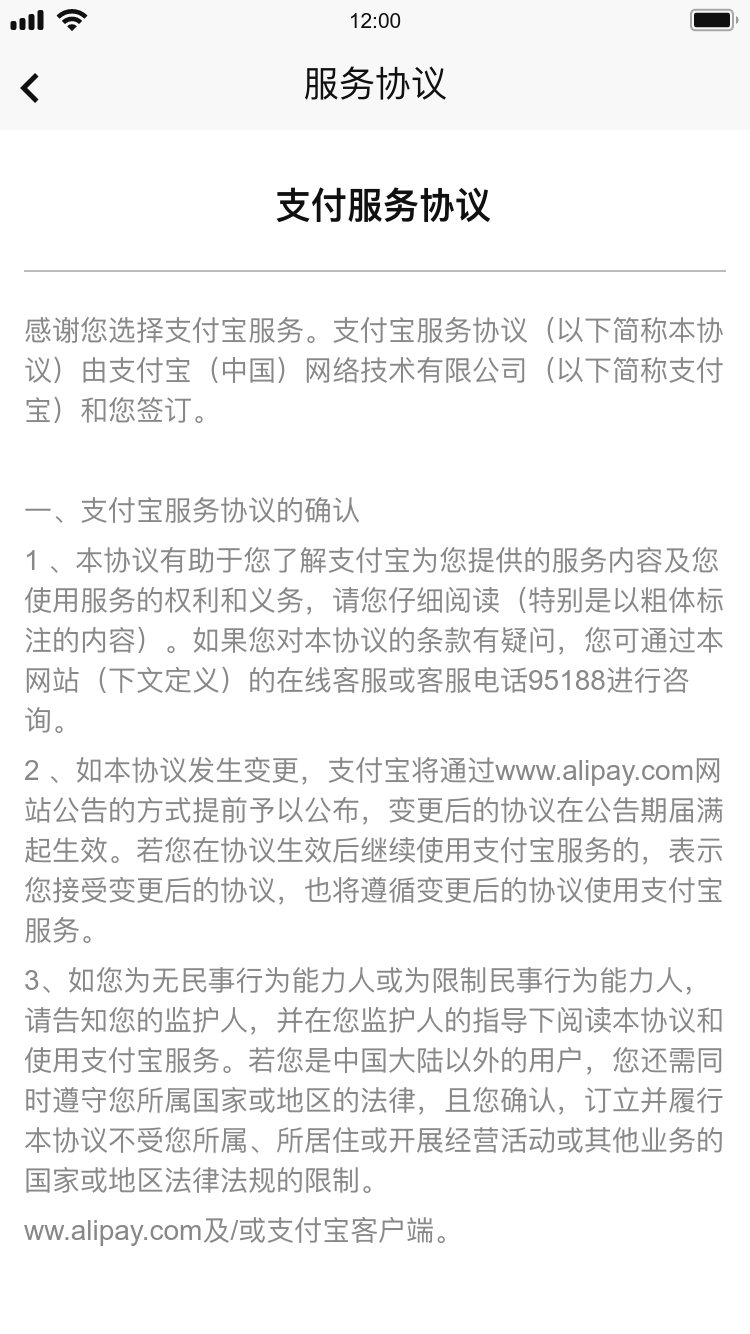 12:00
服务协议
支付服务协议
感谢您选择支付宝服务。支付宝服务协议（以下简称本协
议）由支付宝（中国）网络技术有限公司（以下简称支付
宝）和您签订。
一、支付宝服务协议的确认
1 、本协议有助于您了解支付宝为您提供的服务内容及您
使用服务的权利和义务，请您仔细阅读（特别是以粗体标
注的内容）。如果您对本协议的条款有疑问，您可通过本
网站（下文定义）的在线客服或客服电话95188进行咨
询。
2 、如本协议发生变更，支付宝将通过www.alipay.com网
站公告的方式提前予以公布，变更后的协议在公告期届满
起生效。若您在协议生效后继续使用支付宝服务的，表示
您接受变更后的协议，也将遵循变更后的协议使用支付宝
服务。
3、如您为无民事行为能力人或为限制民事行为能力人，
请告知您的监护人，并在您监护人的指导下阅读本协议和
使用支付宝服务。若您是中国大陆以外的用户，您还需同
时遵守您所属国家或地区的法律，且您确认，订立并履行
本协议不受您所属、所居住或开展经营活动或其他业务的
国家或地区法律法规的限制。
ww.alipay.com及/或支付宝客户端。